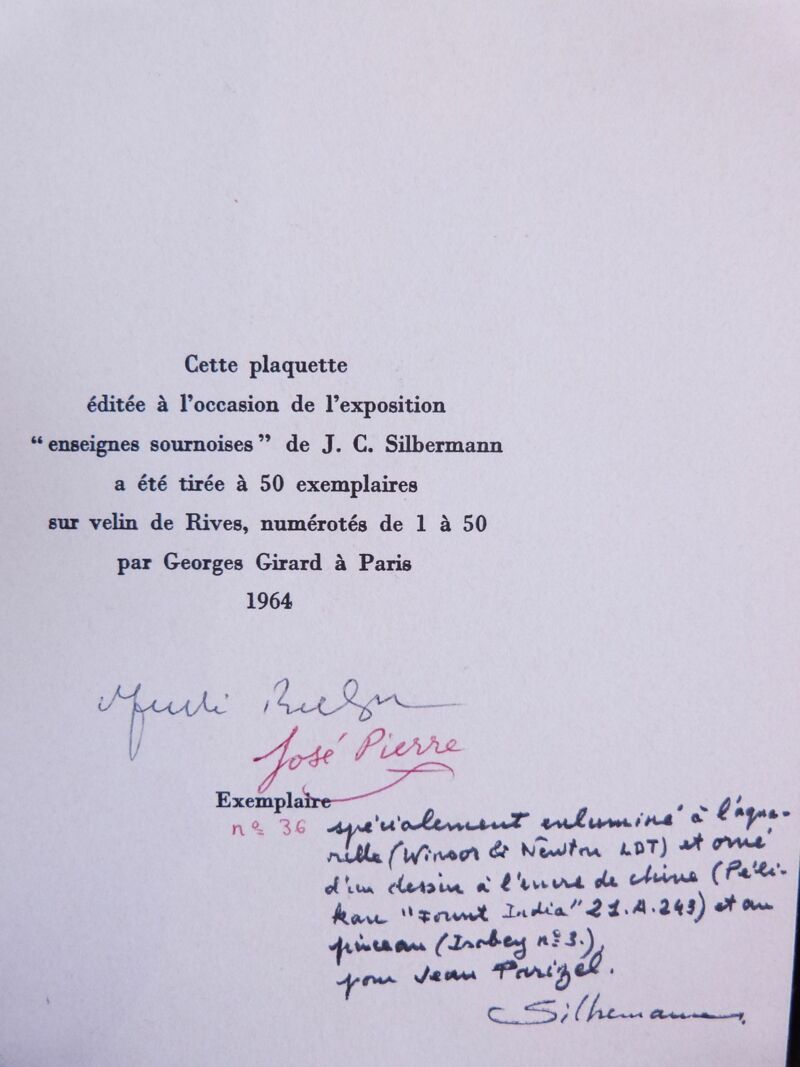 Cette plaquette
éditée à l'occasion de l'exposition
“enseignes sournoises” de J. C. Silbermann
a été tirée à 50 exemplaires
sur velin de Rives, numérotés de 1 à 50
par Georges Girard à Paris
1964
José Pierre
Exemplaire
nº 36
spécialement enluminé à l'aqua-
relle (Winsor & Newton LDT) et orné
d'un dessin à l'encre de chine (Péli-
kan "Fount India" 21.A.243) et au
pinceau (Isabey nº 3.),
pour Jean Parizel.
Silbermann.